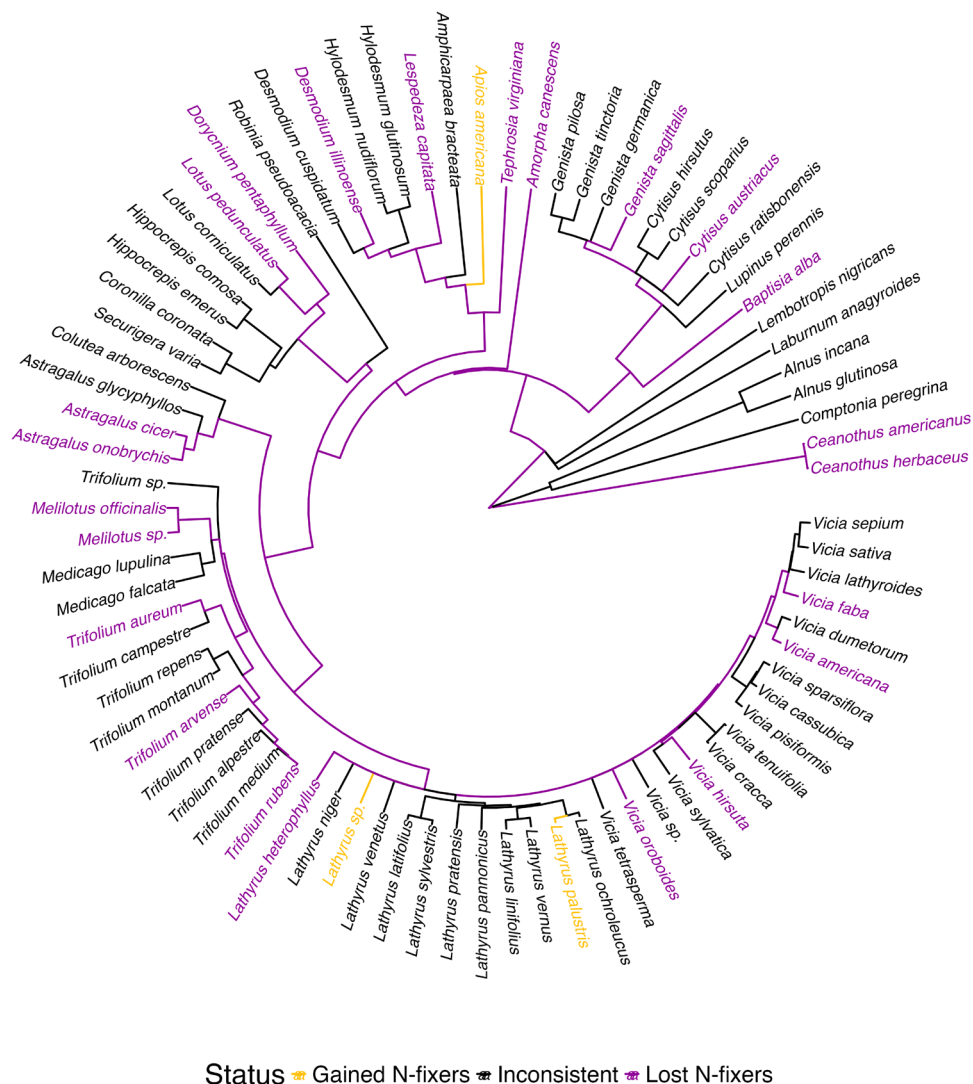 Amphicarpaea bracteata
Apios americana
Tephrosia virginiana
Amorpha canescens
Genista pilosa
Genista tinctoria
Genista germanica
Genista sagittalis
Cytisus hirsutus
Cytisus scoparius
Cytisus austriacus
Cytisus ratisbonensis
Lupinus perennis
Baptisia alba
Lembotropis nigricans
Laburnum anagyroides
Alnus incana
Alnus glutinosa
Comptonia peregrina
Ceanothus americanus
Ceanothus herbaceus
Vicia sepium
Vicia sativa
Vicia lathyroides
Vicia faba
Vicia dumetorum
Vicia americana
Vicia sparsiflora
Vicia cassubica
Vicia pisiformis
Vicia tenuifolia
Vicia cracca
Vicia hirsuta
Vicia sylvatica
Vicia sp.
Vicia oroboides
Vicia tetrasperma
Lathyrus ochroleucus
Lathyrus palustris
Lathyrus vernus
Lathyrus linifolius
Lathyrus pannonicus
Lathyrus pratensis
Lathyrus sylvestris
Lathyrus latifolius
Lathyrus venetus
Lathyrus sp.
Lathyrus niger
Lathyrus heterophyllus
Trifolium rubens
Trifolium medium
Trifolium alpestre
Trifolium pratense
Trifolium arvense
Trifolium montanum
Trifolium repens
Trifolium campestre
Trifolium aureum
Medicago falcata
Medicago lupulina
Melilotus sp.
Melilotus officinalis
Trifolium sp.
Astragalus onobrychis
Astragalus cicer
Astragalus glycyphyllos
Colutea arborescens
Securigera varia
Coronilla coronata
Hippocrepis emerus
Hippocrepis comosa
Lotus corniculatus
Lotus pedunculatus
Dorycnium pentaphyllum
Robinia pseudoacacia
Desmodium cuspidatum
Desmodium illinoense
Hylodesmum nudiflorum
Hylodesmum glutinosum
Lespedeza capitata
Status Gained N-fixers Inconsistent Lost N-fixers